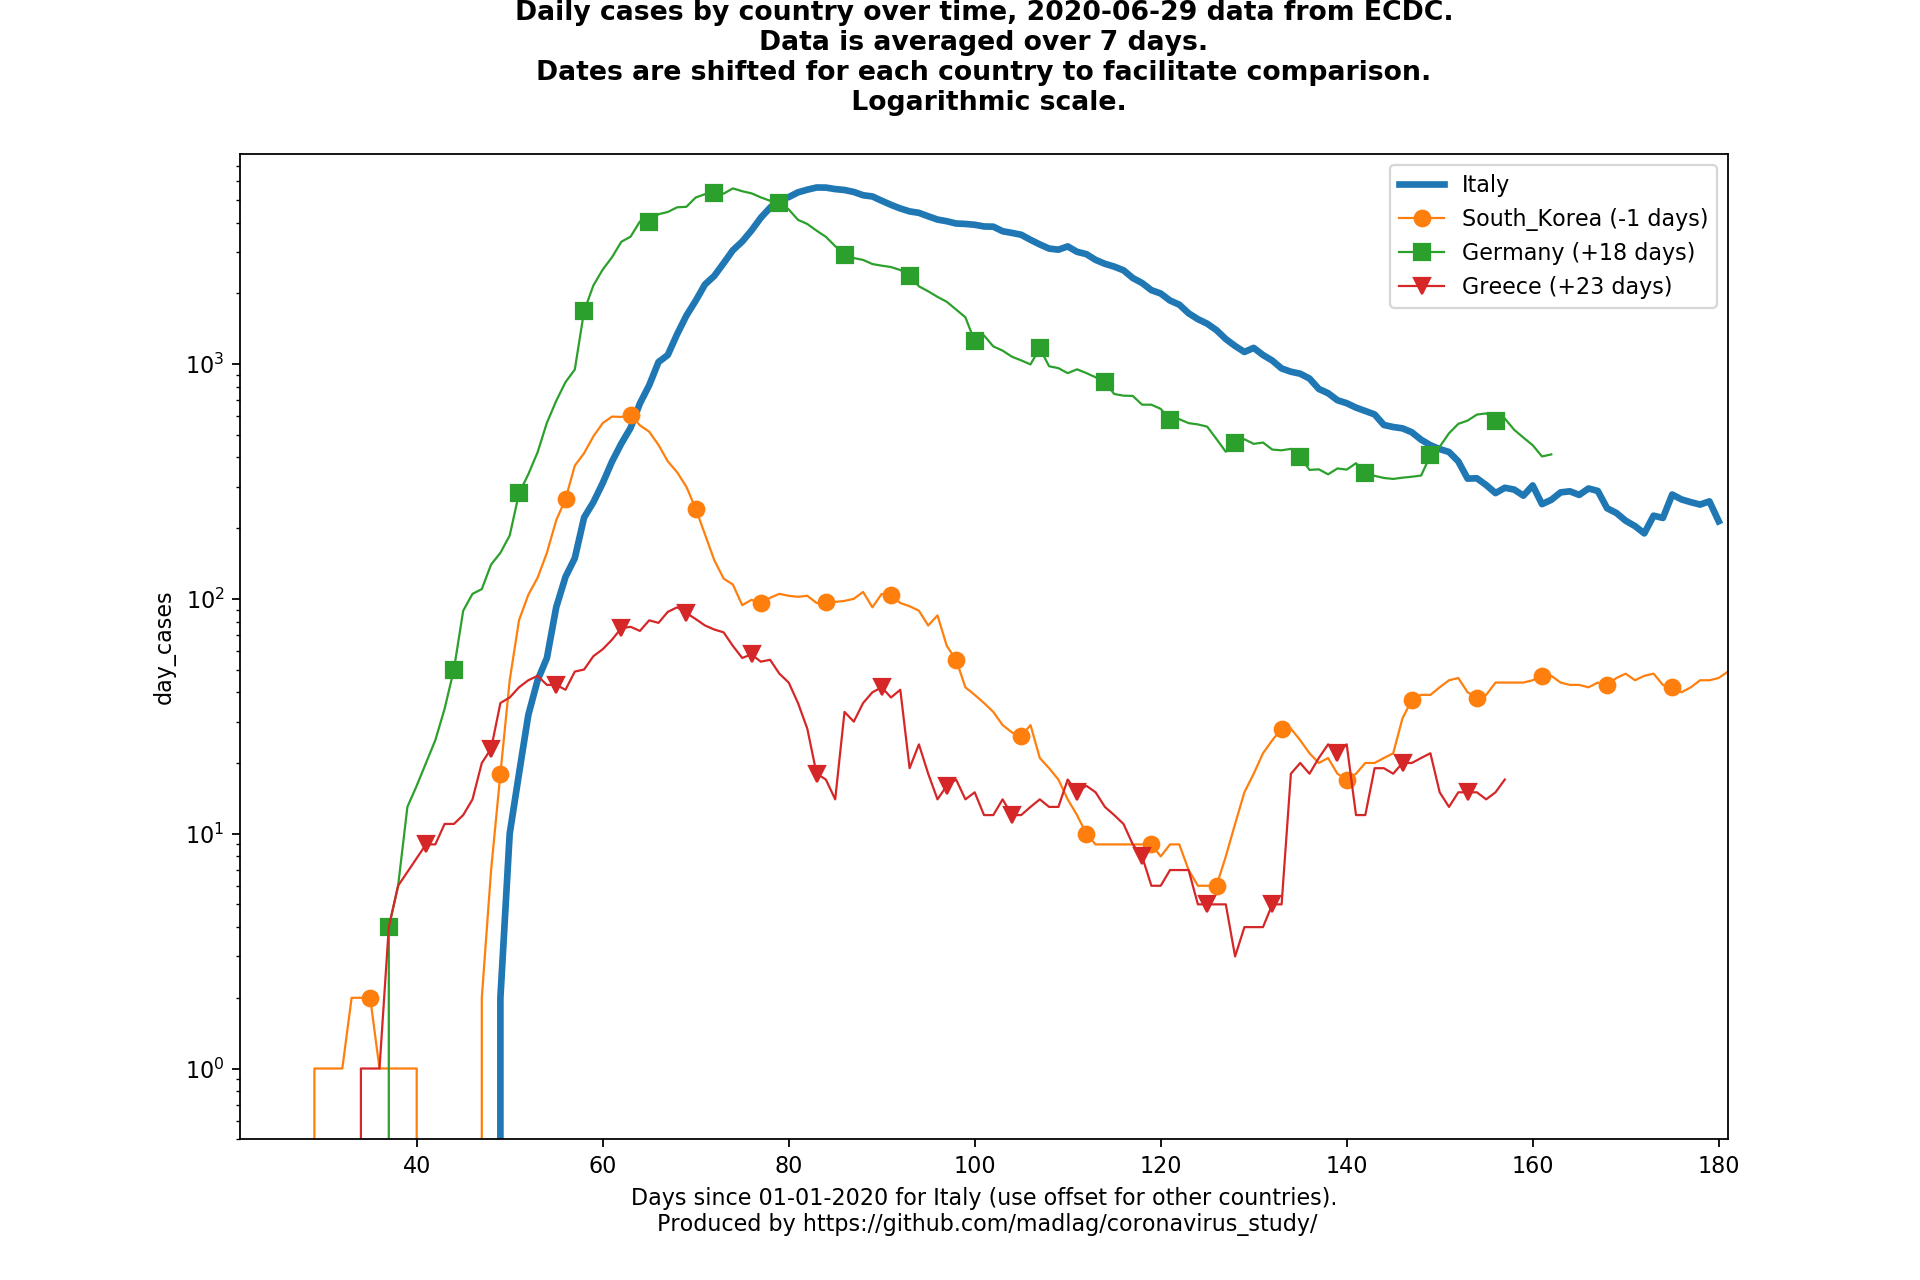 Daily cases by country over time, 2020-06-29 data from ECDC.
Data is averaged over 7 days.
Dates are shifted for each country to facilitate comparison.
Logarithmic scale.
Italy
South_Korea (-1 days)
Germany (+18 days)
Greece (+23 days)
10³
10²
10¹
10⁰
day_cases
40 60 80 100 120 140 160 180
Days since 01-01-2020 for Italy (use offset for other countries).
Produced by https://github.com/madlag/coronavirus_study/